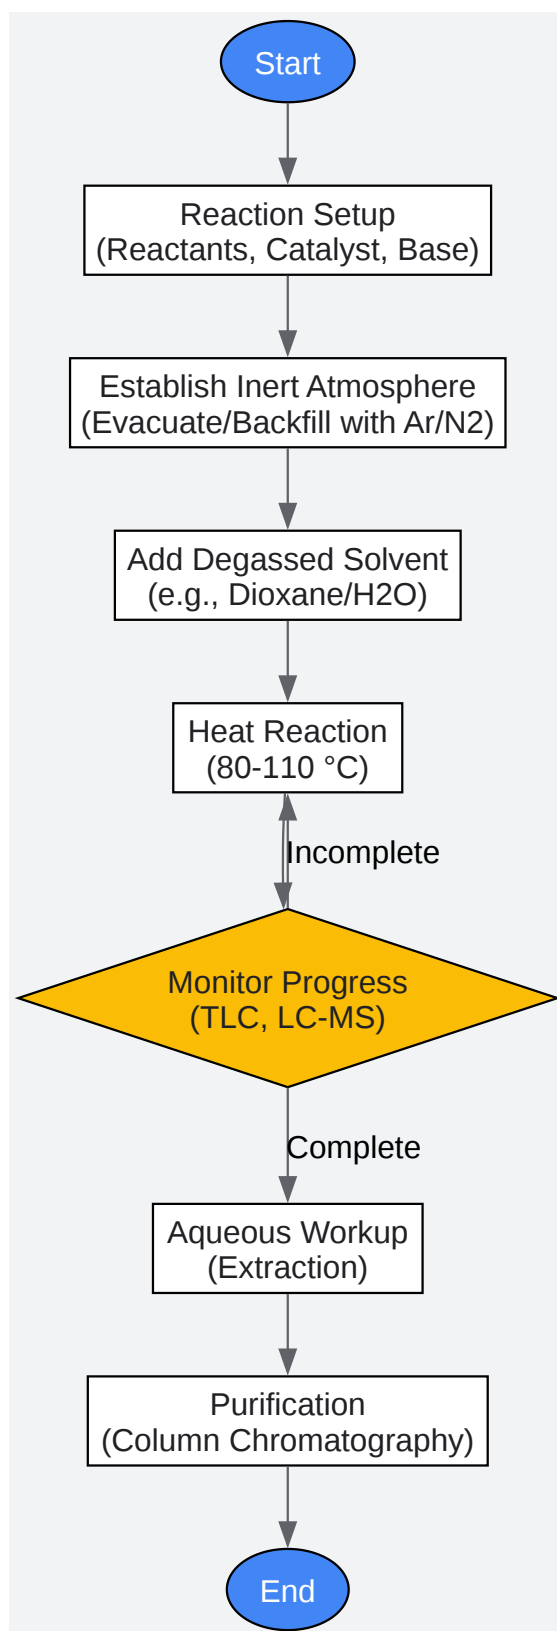 Start
Reaction Setup
(Reactants, Catalyst, Base)
Establish Inert Atmosphere
(Evacuate/Backfill with Ar/N2)
Add Degassed Solvent
(e.g., Dioxane/H2O)
Heat Reaction
(80-110 °C)
Incomplete
Monitor Progress
(TLC, LC-MS)
Complete
Aqueous Workup
(Extraction)
Purification
(Column Chromatography)
End